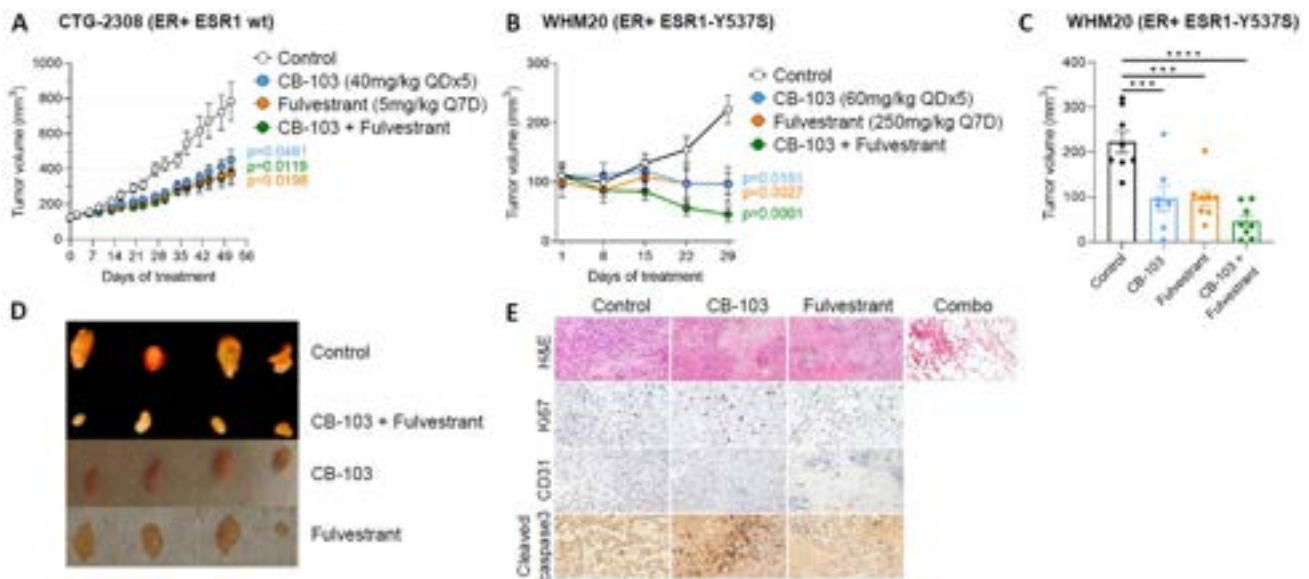 A CTG-2308 (ER+ ESR1 wt)
Tumor volume (mm³)
1000
800
600
400
200
0
Control
CB-103 (40mg/kg QDx5)
Fulvestrant (5mg/kg Q7D)
CB-103 + Fulvestrant
p=0.0119
p=0.0198
0 7 14 21 28 35 42 49 56
Days of treatment
B WHM20 (ER+ ESR1-Y537S)
Tumor volume (mm³)
300
200
100
0
Control
CB-103 (60mg/kg QDx5)
Fulvestrant (250mg/kg Q7D)
CB-103 + Fulvestrant
p=0.0151
p=0.0027
p=0.0001
1 8 15 22 29
Days of treatment
C WHM20 (ER+ ESR1-Y537S)
****
***
***
Tumor volume (mm³)
400
300
200
100
0
Control
CB-103
Fulvestrant
CB-103 +
Fulvestrant
D
Control
CB-103 + Fulvestrant
CB-103
Fulvestrant
E
Control CB-103 Fulvestrant Combo
H&E
Ki67
CD31
Cleaved
caspase3